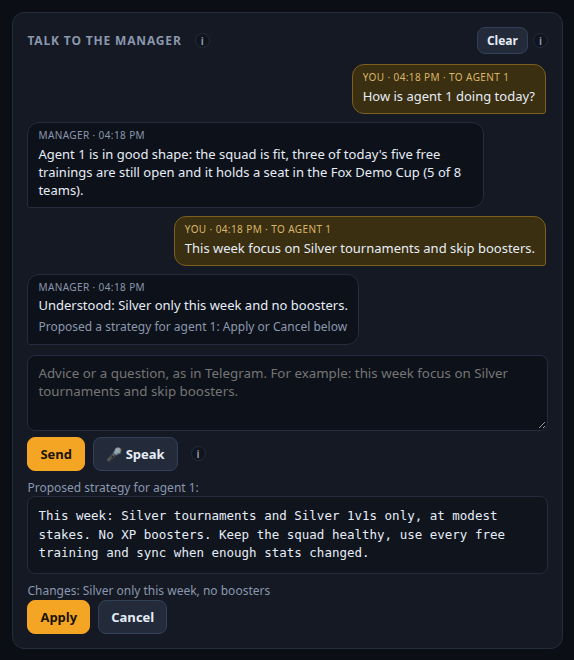 TALK TO THE MANAGER i Clear i
YOU · 04:18 PM · TO AGENT 1
How is agent 1 doing today?
MANAGER · 04:18 PM
Agent 1 is in good shape: the squad is fit, three of today's five free
trainings are still open and it holds a seat in the Fox Demo Cup (5 of 8
teams).
YOU · 04:18 PM · TO AGENT 1
This week focus on Silver tournaments and skip boosters.
MANAGER · 04:18 PM
Understood: Silver only this week and no boosters.
Proposed a strategy for agent 1: Apply or Cancel below
Advice or a question, as in Telegram. For example: this week focus on Silver
tournaments and skip boosters.
Send 🎤 Speak i
Proposed strategy for agent 1:
This week: Silver tournaments and Silver 1v1s only, at modest
stakes. No XP boosters. Keep the squad healthy, use every free
training and sync when enough stats changed.
Changes: Silver only this week, no boosters
Apply Cancel